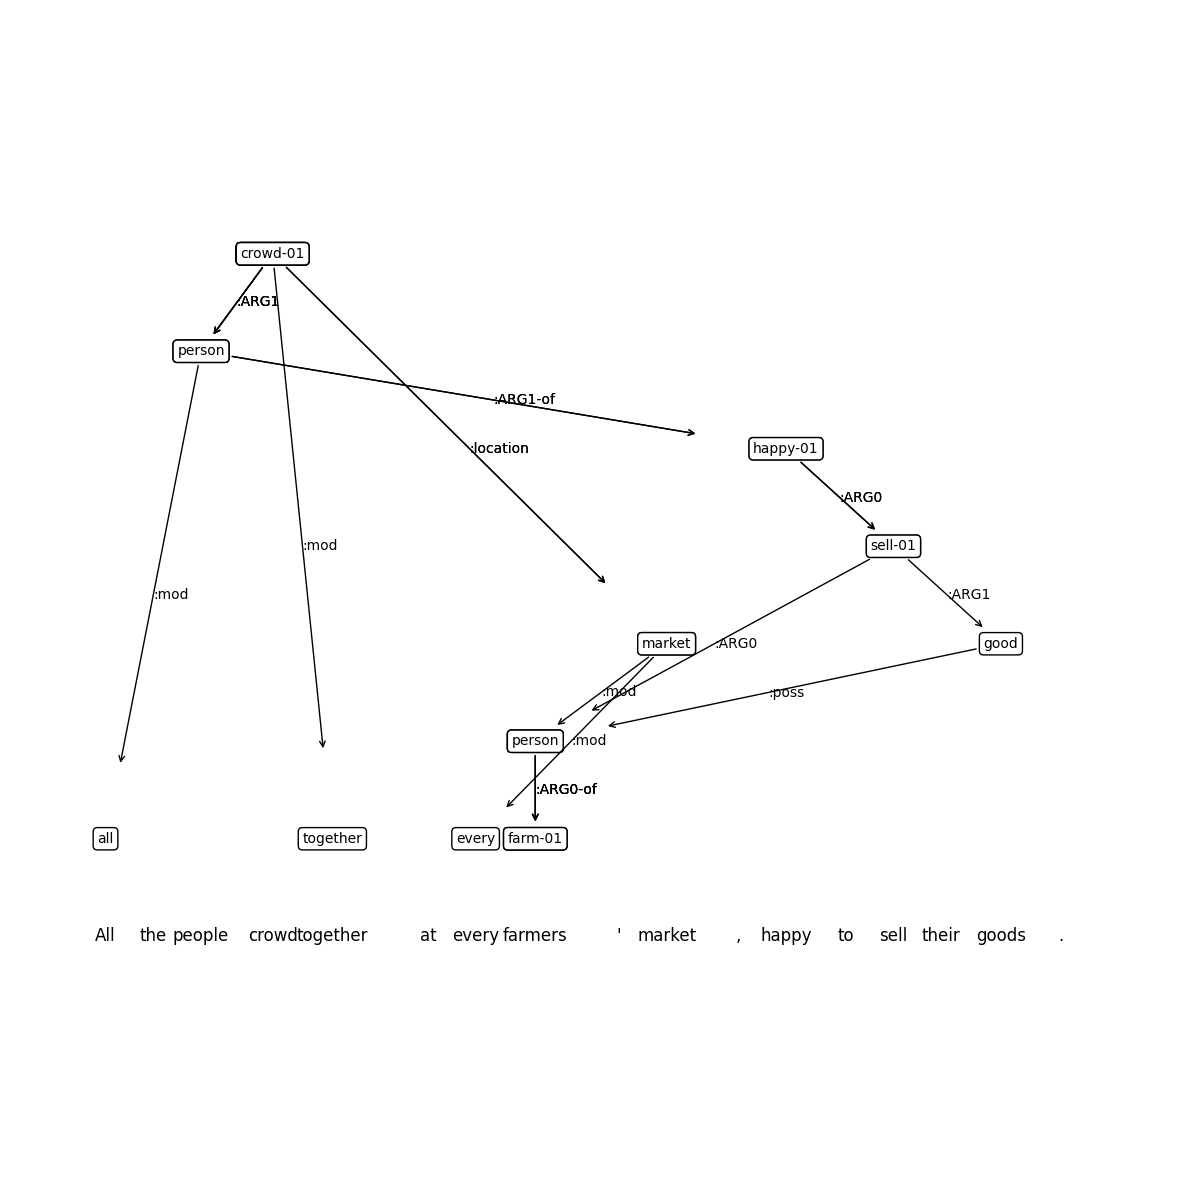 crowd-01
:ARG1
person
:ARG1-of
:location
happy-01
:ARG0
:mod
sell-01
:mod
:ARG1
market
:ARG0
good
:mod
:poss
person
:mod
:ARG0-of
all
together
every
farm-01
All the people crowd together at every farmers ' market , happy to sell their goods .